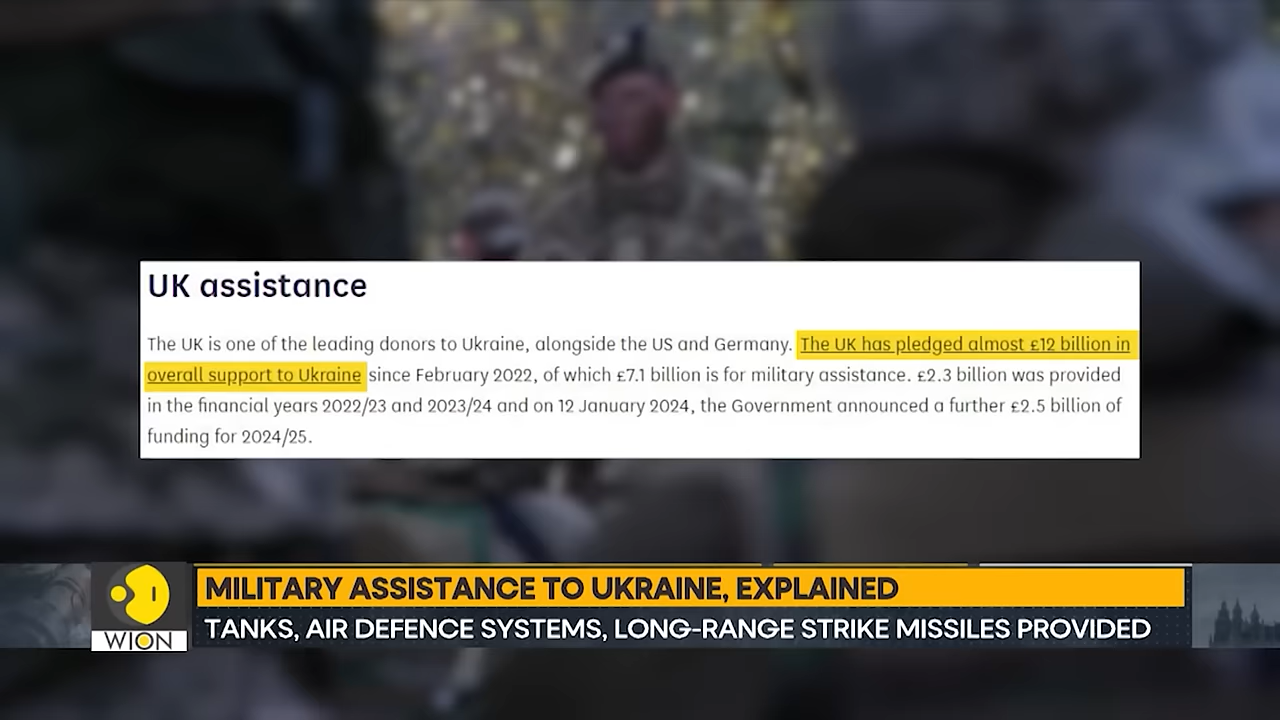 UK assistance
The UK is one of the leading donors to Ukraine, alongside the US and Germany. The UK has pledged almost £12 billion in
overall support to Ukraine since February 2022, of which £7.1 billion is for military assistance. £2.3 billion was provided
in the financial years 2022/23 and 2023/24 and on 12 January 2024, the Government announced a further £2.5 billion of
funding for 2024/25.
MILITARY ASSISTANCE TO UKRAINE, EXPLAINED
TANKS, AIR DEFENCE SYSTEMS, LONG-RANGE STRIKE MISSILES PROVIDED
WION